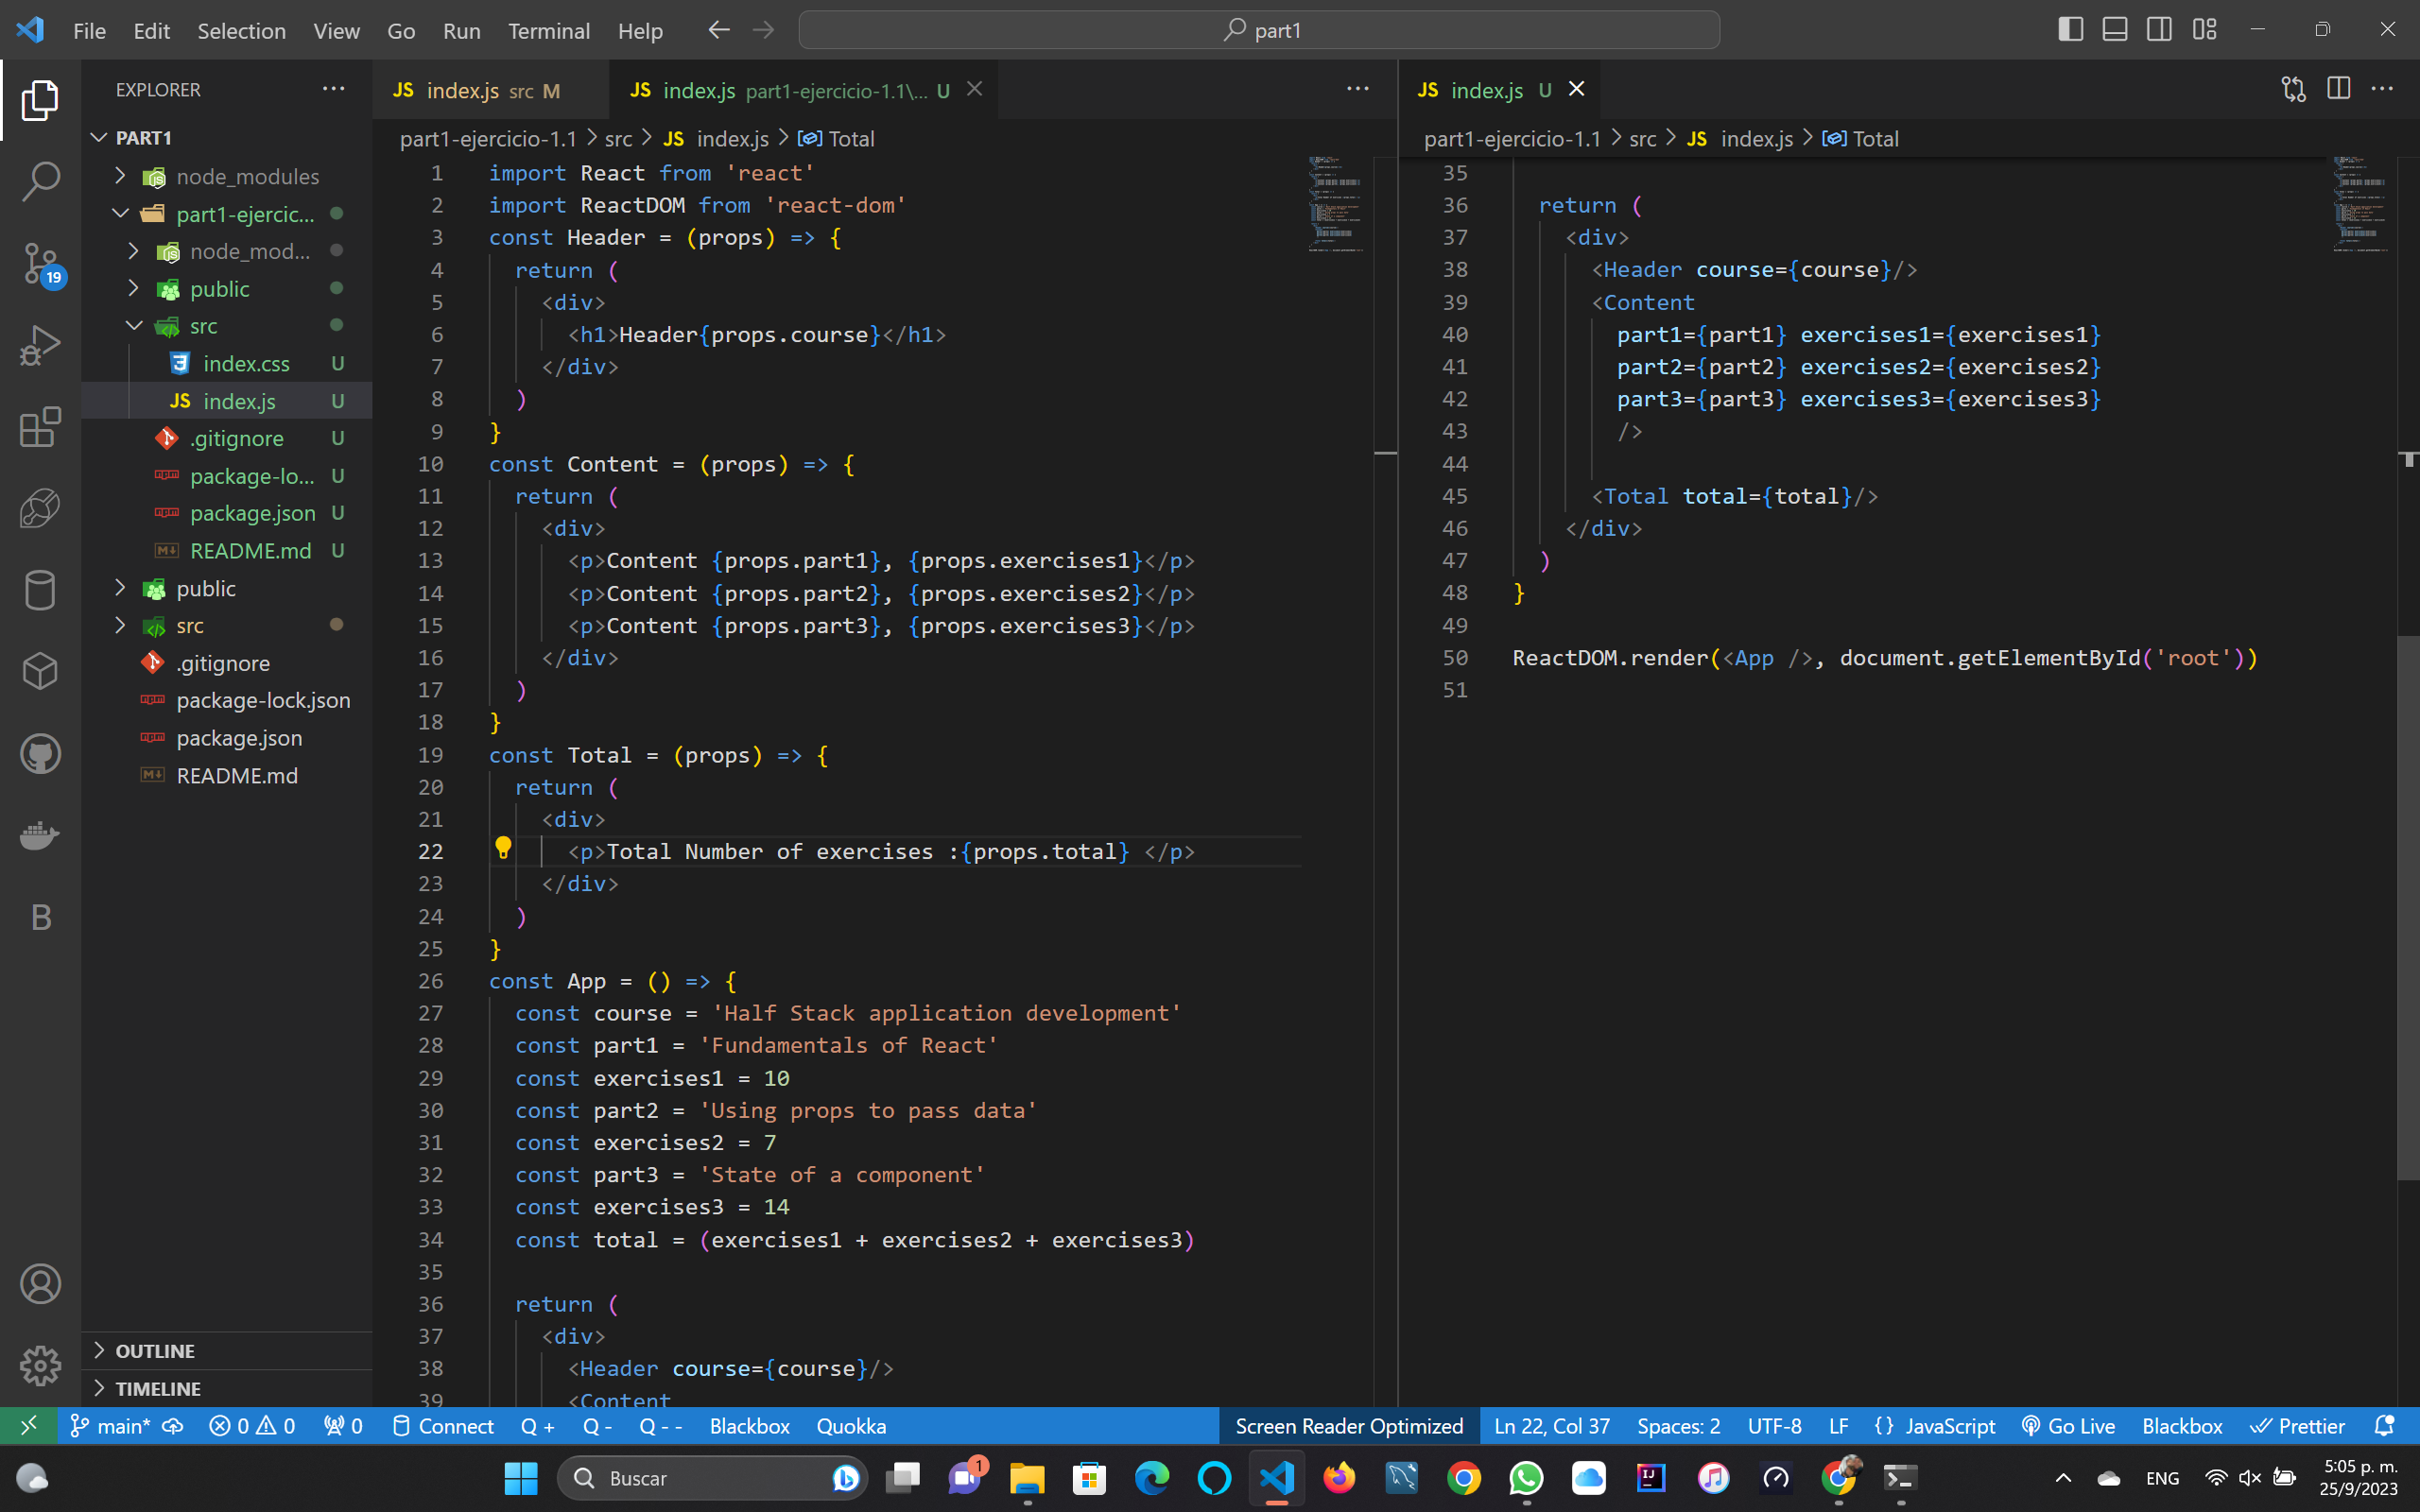 File Edit Selection View Go Run Terminal Help part1
EXPLORER
PART1
node_modules
part1-ejercic...
node_mod...
public
src
index.css U
JS index.js U
.gitignore U
package-lo... U
package.json U
README.md U
public
src
.gitignore
package-lock.json
package.json
README.md
OUTLINE
TIMELINE
19
B
JS index.js src M
JS index.js part1-ejercicio-1.1\... U
part1-ejercicio-1.1 > src > JS index.js > Total
1 import React from 'react'
2 import ReactDOM from 'react-dom'
3 const Header = (props) => {
4 return (
5 <div>
6 <h1>Header{props.course}</h1>
7 </div>
8 )
9 }
10 const Content = (props) => {
11 return (
12 <div>
13 <p>Content {props.part1}, {props.exercises1}</p>
14 <p>Content {props.part2}, {props.exercises2}</p>
15 <p>Content {props.part3}, {props.exercises3}</p>
16 </div>
17 )
18 }
19 const Total = (props) => {
20 return (
21 <div>
22 <p>Total Number of exercises :{props.total} </p>
23 </div>
24 )
25 }
26 const App = () => {
27 const course = 'Half Stack application development'
28 const part1 = 'Fundamentals of React'
29 const exercises1 = 10
30 const part2 = 'Using props to pass data'
31 const exercises2 = 7
32 const part3 = 'State of a component'
33 const exercises3 = 14
34 const total = (exercises1 + exercises2 + exercises3)
35
36 return (
37 <div>
38 <Header course={course}/>
39 <Content
JS index.js U
part1-ejercicio-1.1 > src > JS index.js > Total
35
36 return (
37 <div>
38 <Header course={course}/>
39 <Content
40 part1={part1} exercises1={exercises1}
41 part2={part2} exercises2={exercises2}
42 part3={part3} exercises3={exercises3}
43 />
44
45 <Total total={total}/>
46 </div>
47 )
48 }
49
50 ReactDOM.render(<App />, document.getElementById('root'))
51
main* 0 0 0 Connect Q + Q - Q - - Blackbox Quokka Screen Reader Optimized Ln 22, Col 37 Spaces: 2 UTF-8 LF {} JavaScript Go Live Blackbox Prettier
Buscar 1 IJ ENG 5:05 p. m.
25/9/2023